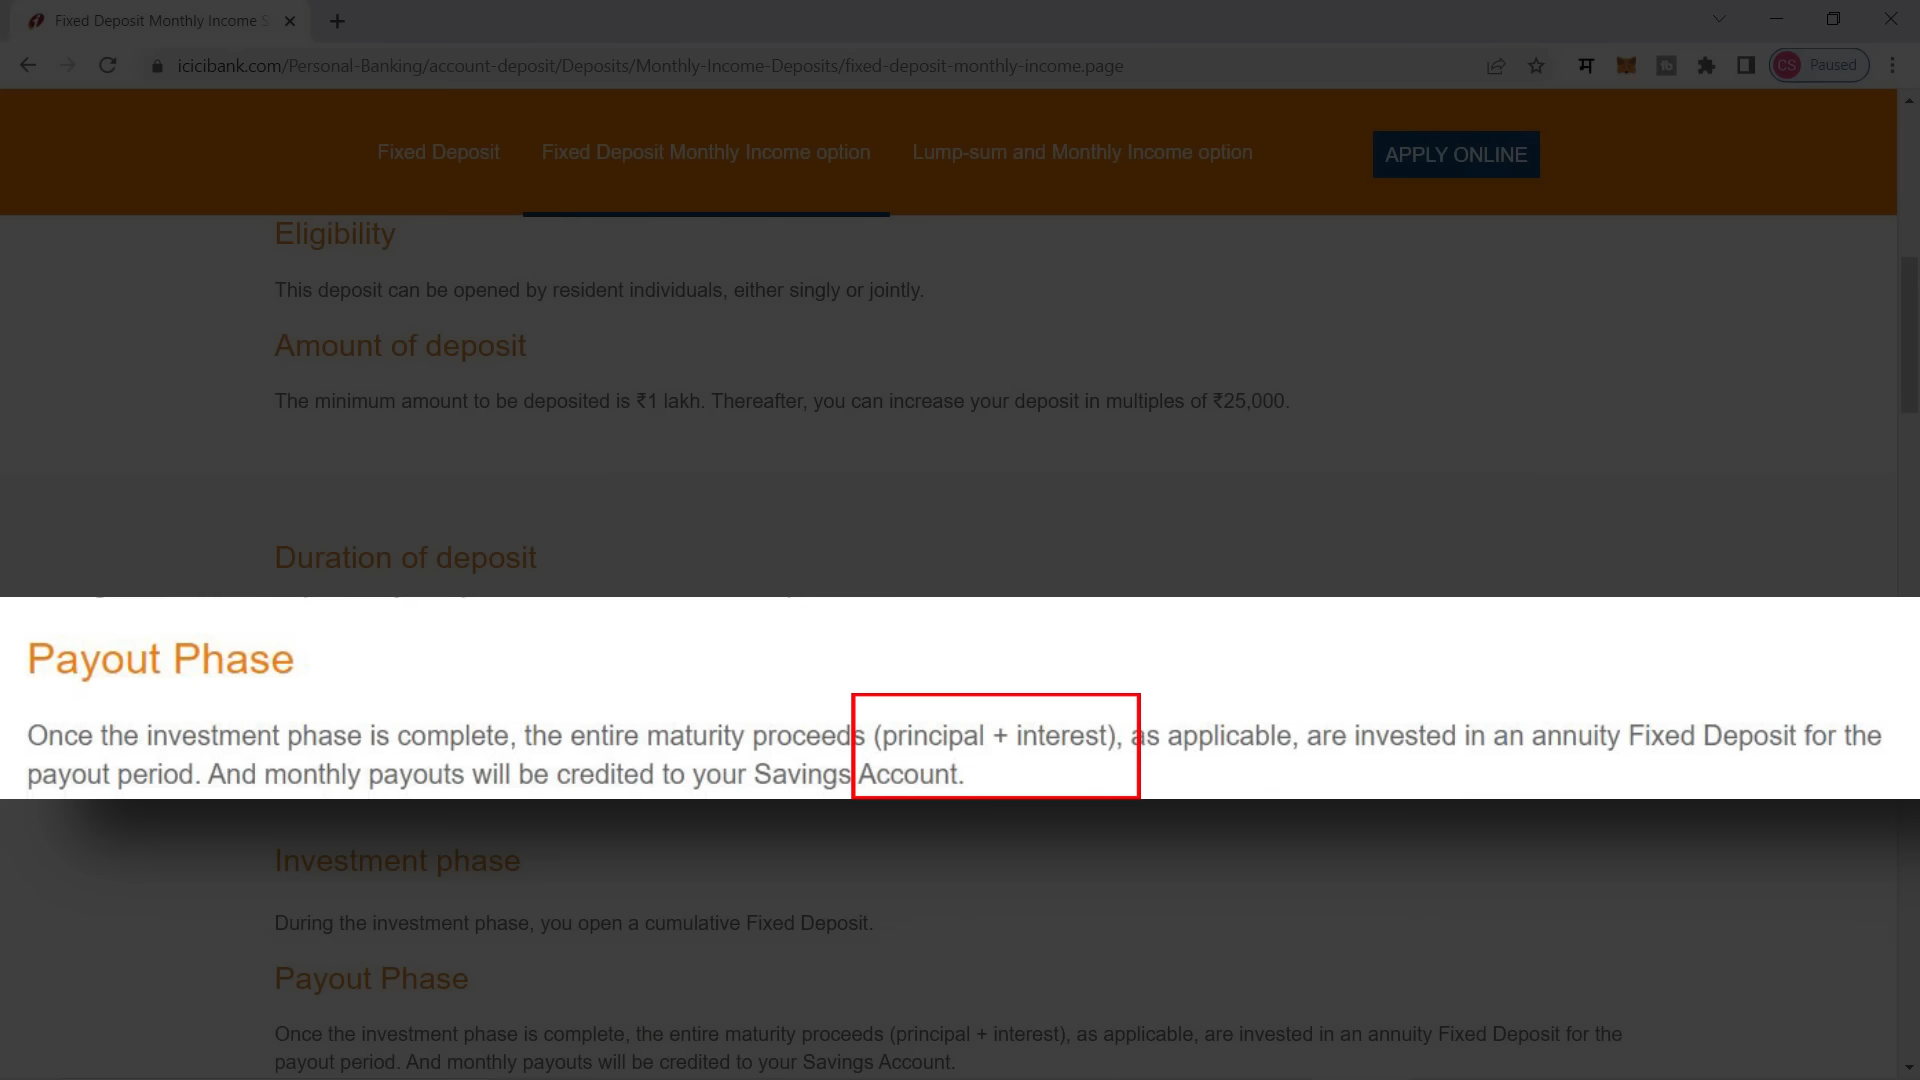 Fixed Deposit Monthly Income S
icicibank.com/Personal-Banking/account-deposit/Deposits/Monthly-Income-Deposits/fixed-deposit-monthly-income.page
म
fb
CS
Paused
Fixed Deposit
Fixed Deposit Monthly Income option
Lump-sum and Monthly Income option
APPLY ONLINE
Eligibility
This deposit can be opened by resident individuals, either singly or jointly.
Amount of deposit
The minimum amount to be deposited is ₹1 lakh. Thereafter, you can increase your deposit in multiples of ₹25,000.
Duration of deposit
Payout Phase
Once the investment phase is complete, the entire maturity proceeds (principal + interest), as applicable, are invested in an annuity Fixed Deposit for the
payout period. And monthly payouts will be credited to your Savings Account.
Investment phase
During the investment phase, you open a cumulative Fixed Deposit.
Payout Phase
Once the investment phase is complete, the entire maturity proceeds (principal + interest), as applicable, are invested in an annuity Fixed Deposit for the
payout period. And monthly payouts will be credited to your Savings Account.